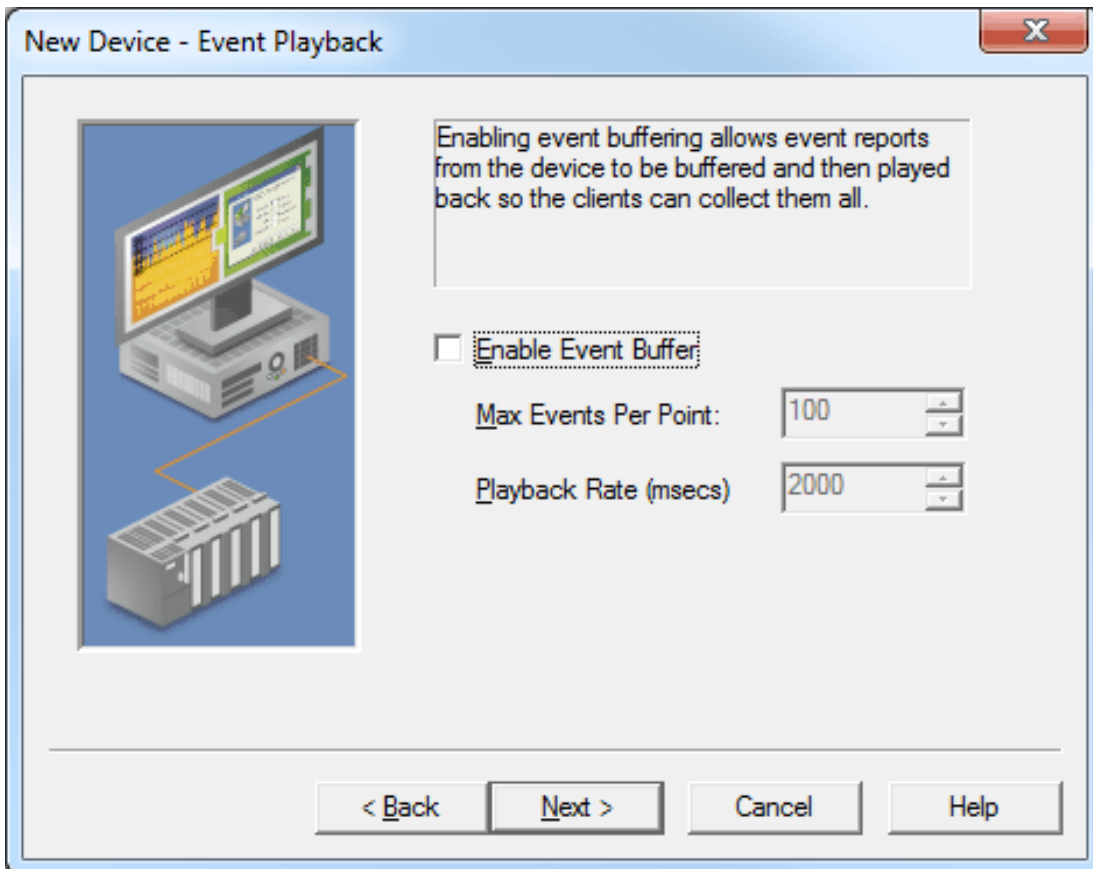 New Device - Event Playback
Enabling event buffering allows event reports
from the device to be buffered and then played
back so the clients can collect them all.
Enable Event Buffer
Max Events Per Point: 100
Playback Rate (msecs) 2000
< Back Next > Cancel Help